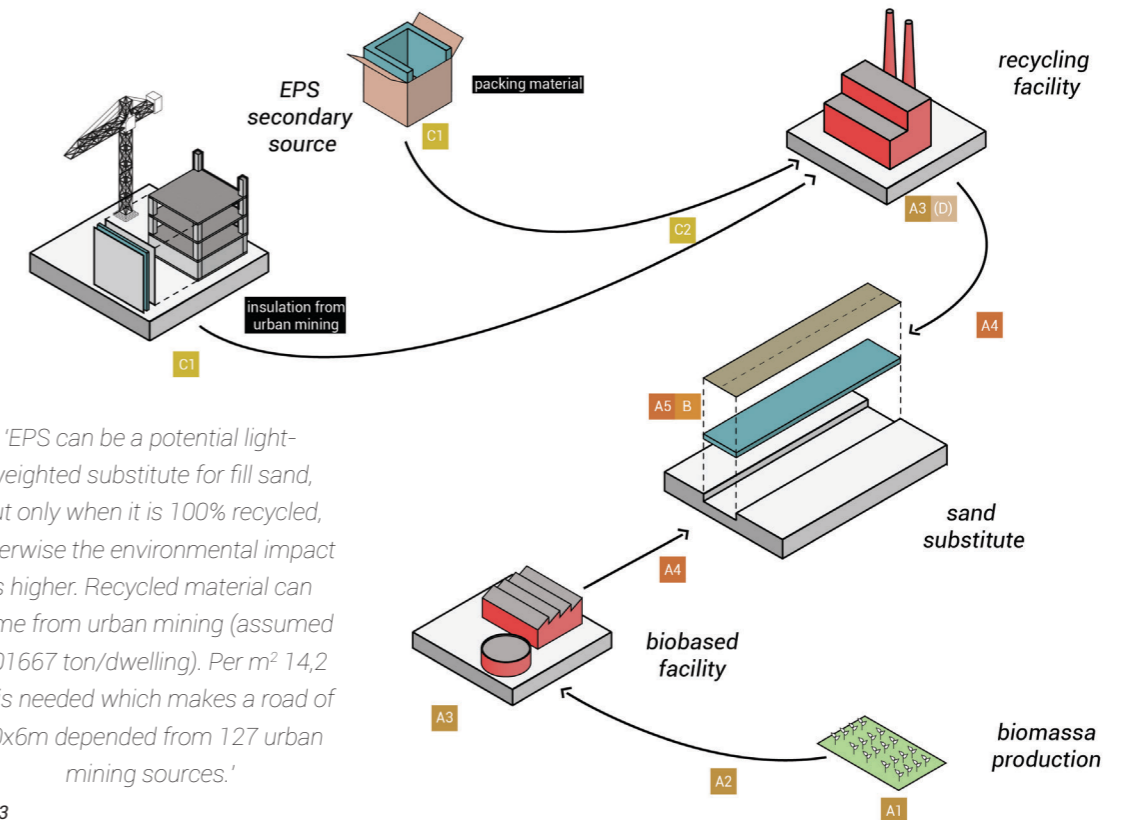 EPS
secondary
source
packing material
C1
recycling
facility
A3 (D)
C2
insulation from
urban mining
C1
A4
A5 B
sand
substitute
'EPS can be a potential light-
weighted substitute for fill sand,
ut only when it is 100% recycled,
erwise the environmental impact
s higher. Recycled material can
me from urban mining (assumed
01667 ton/dwelling). Per m² 14,2
is needed which makes a road of
0x6m depended from 127 urban
mining sources.'
3
A4
biobased
facility
A3
A2
biomassa
production
A1